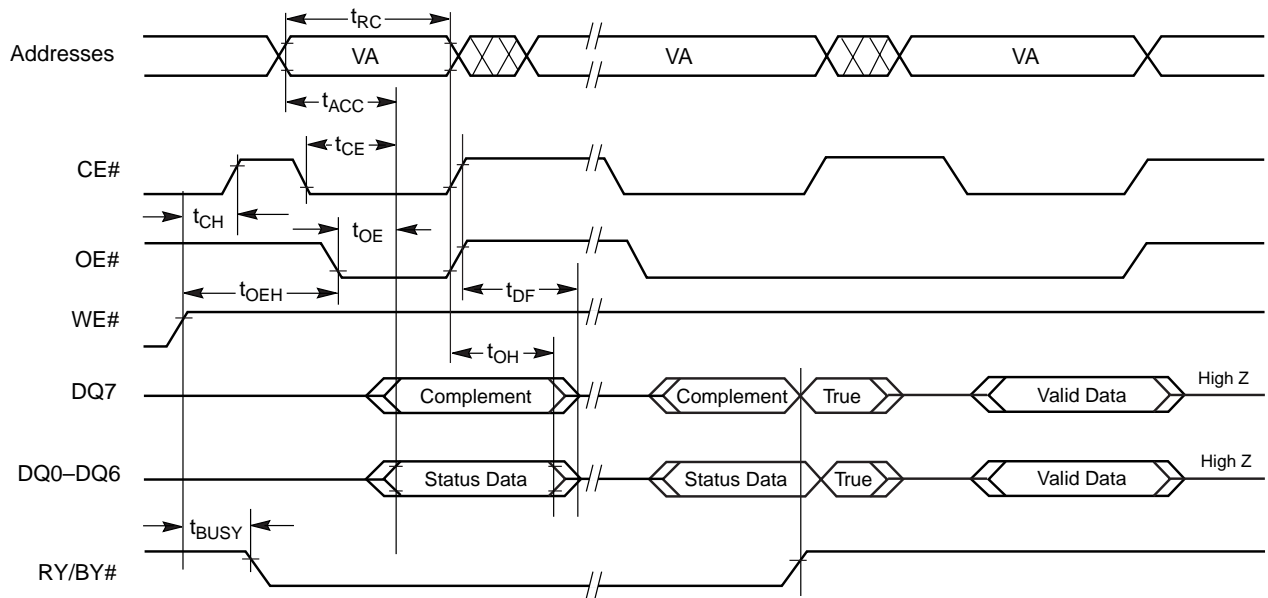 tRC
Addresses VA VA VA
tACC
tCE
CE#
tCH tOE
OE#
tOEH tDF
WE#
tOH
DQ7 Complement Complement True Valid Data High Z
DQ0–DQ6 Status Data Status Data True Valid Data High Z
tBUSY
RY/BY#